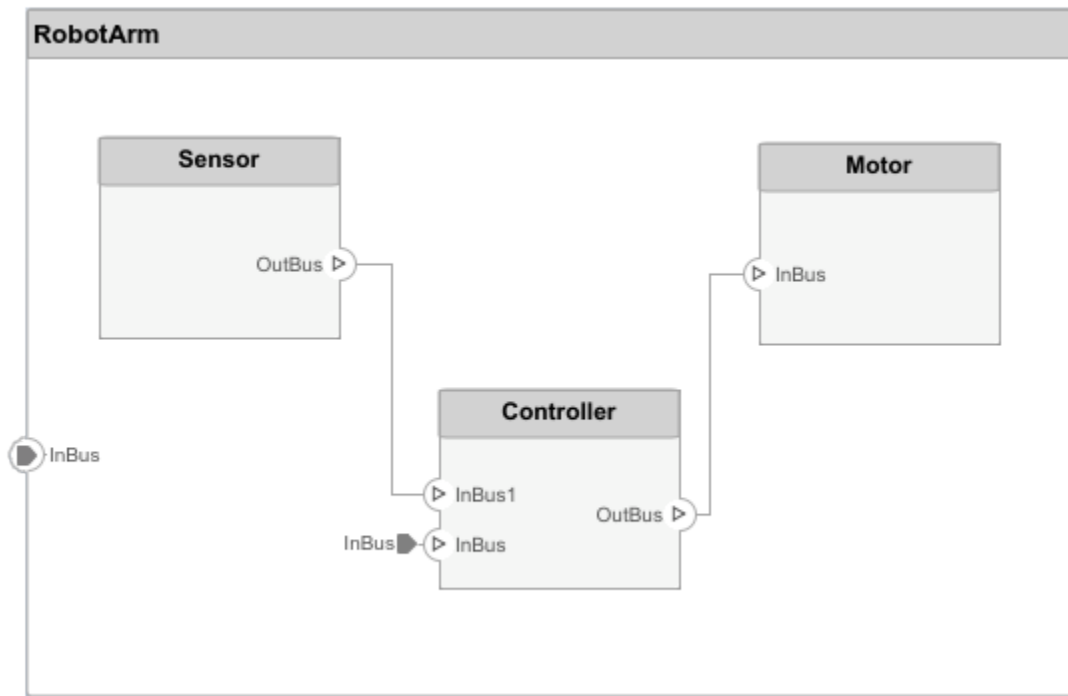 RobotArm
Sensor
Motor
OutBus
InBus
Controller
InBus
InBus1
OutBus
InBus
InBus